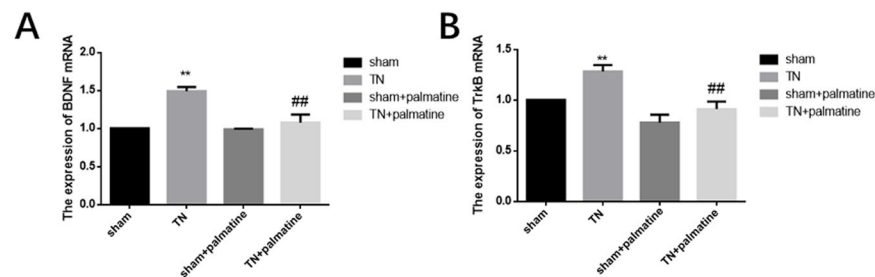 A
The expression of BDNF mRNA
2.0
1.5
1.0
0.5
0.0
**
##
sham
TN
sham+palmatine
TN+palmatine
sham
TN
sham+palmatine
TN+palmatine
B
The expression of TrkB mRNA
1.5
1.0
0.5
0.0
**
##
sham
TN
sham+palmatine
TN+palmatine
sham
TN
sham+palmatine
TN+palmatine